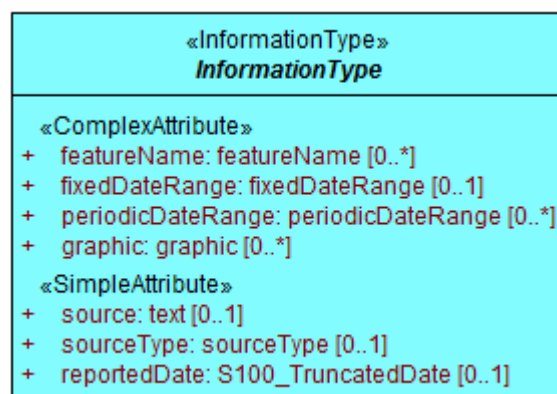 «InformationType»
InformationType
«ComplexAttribute»
+ featureName: featureName [0..*]
+ fixedDateRange: fixedDateRange [0..1]
+ periodicDateRange: periodicDateRange [0..*]
+ graphic: graphic [0..*]
«SimpleAttribute»
+ source: text [0..1]
+ sourceType: sourceType [0..1]
+ reportedDate: S100_TruncatedDate [0..1]